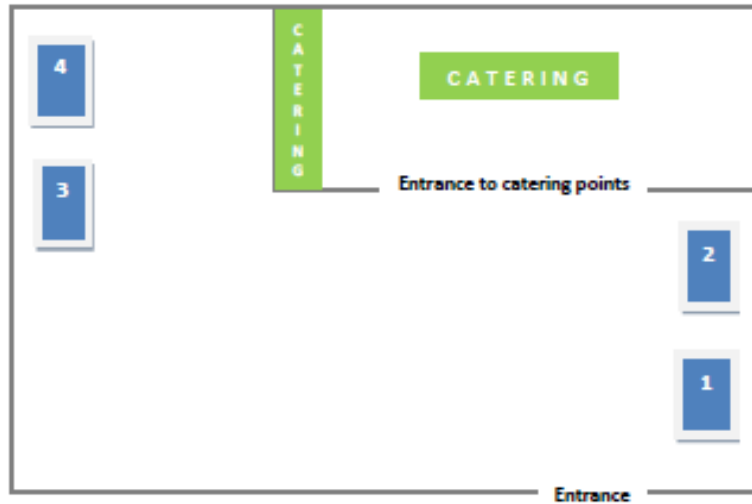 4
CATERING
CATERING
3
Entrance to catering points
2
1
Entrance